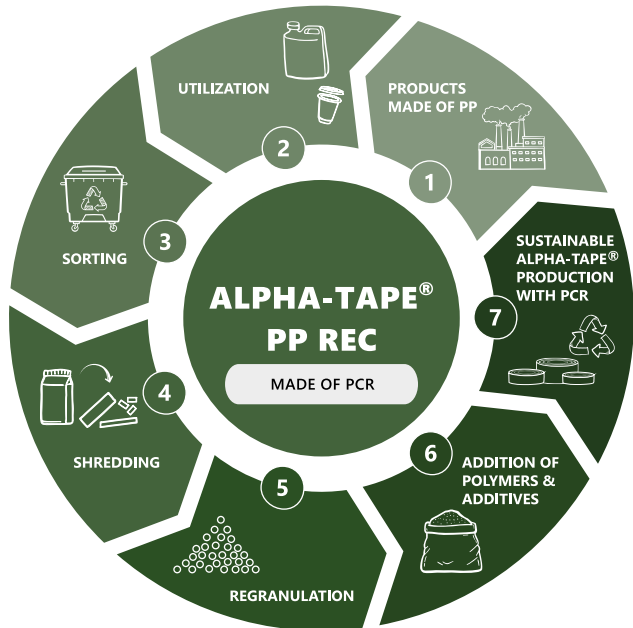 ALPHA-TAPE®
PP REC
MADE OF PCR
1
PRODUCTS
MADE OF PP
2
UTILIZATION
3
SORTING
4
SHREDDING
5
REGRANULATION
6
ADDITION OF
POLYMERS &
ADDITIVES
7
SUSTAINABLE
ALPHA-TAPE®
PRODUCTION
WITH PCR